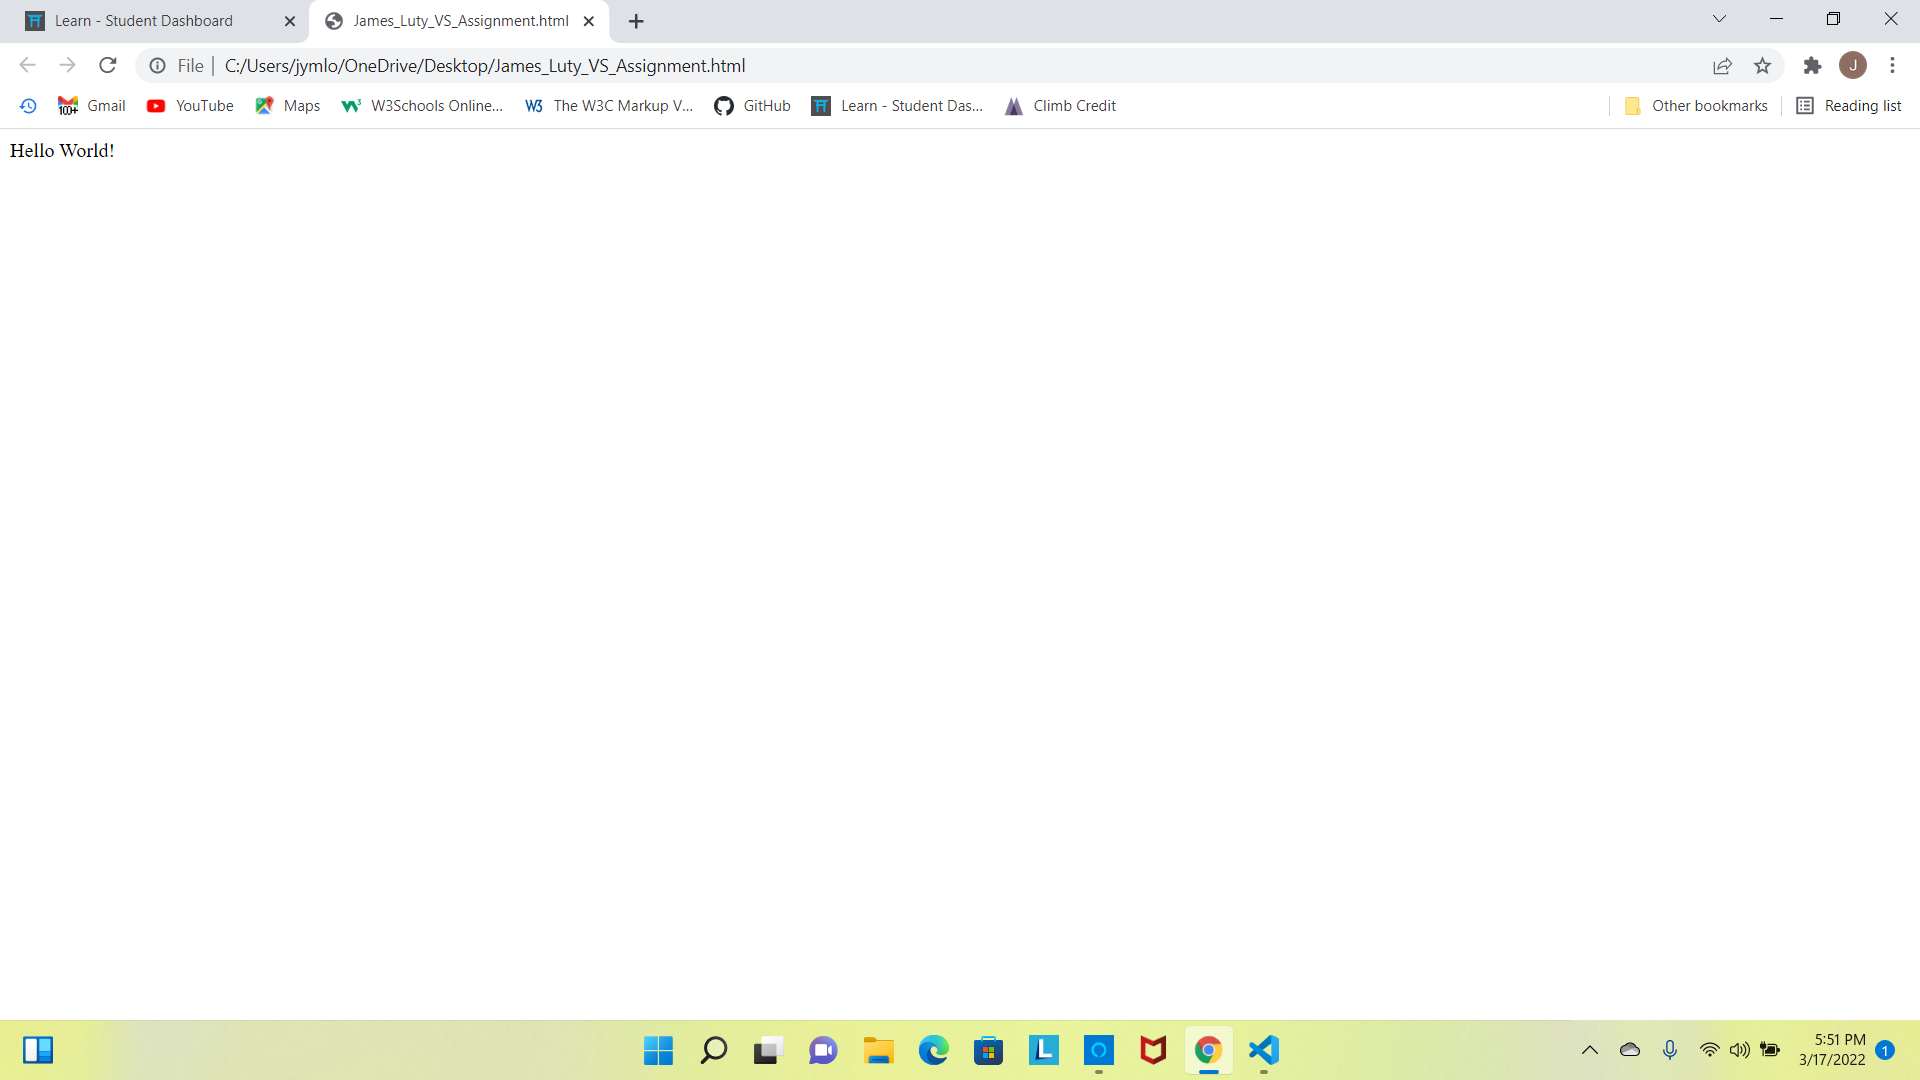 Learn - Student Dashboard
James_Luty_VS_Assignment.html
File
C:/Users/jymlo/OneDrive/Desktop/James_Luty_VS_Assignment.html
J
100+
Gmail
YouTube
Maps
W3Schools Online...
The W3C Markup V...
GitHub
Learn - Student Das...
Climb Credit
Other bookmarks
Reading list
Hello World!
5:51 PM
3/17/2022
1